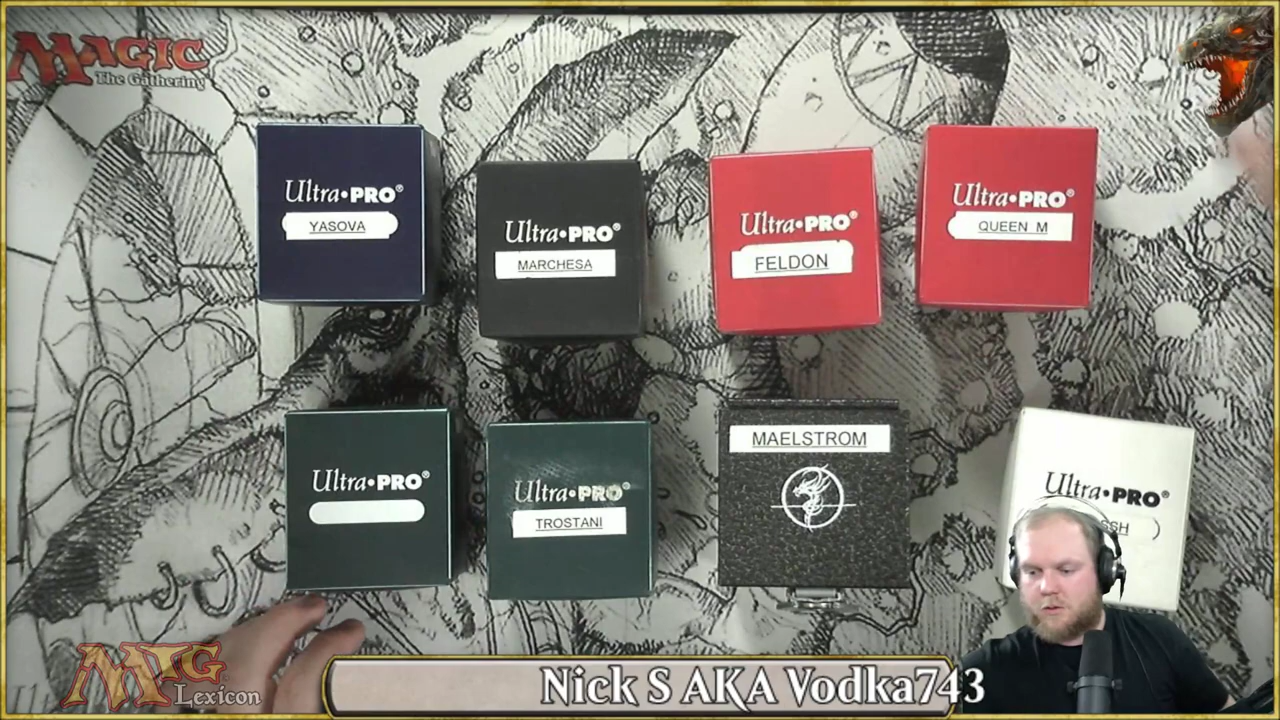 MAGIC
The Gathering
Ultra•PRO®
YASOVA
Ultra•PRO®
MARCHESA
Ultra•PRO®
FELDON
Ultra•PRO®
QUEEN M
Ultra•PRO®
Ultra•PRO®
TROSTANI
MAELSTROM
Ultra•PRO®
MTG
Lexicon
Nick S AKA Vodka743